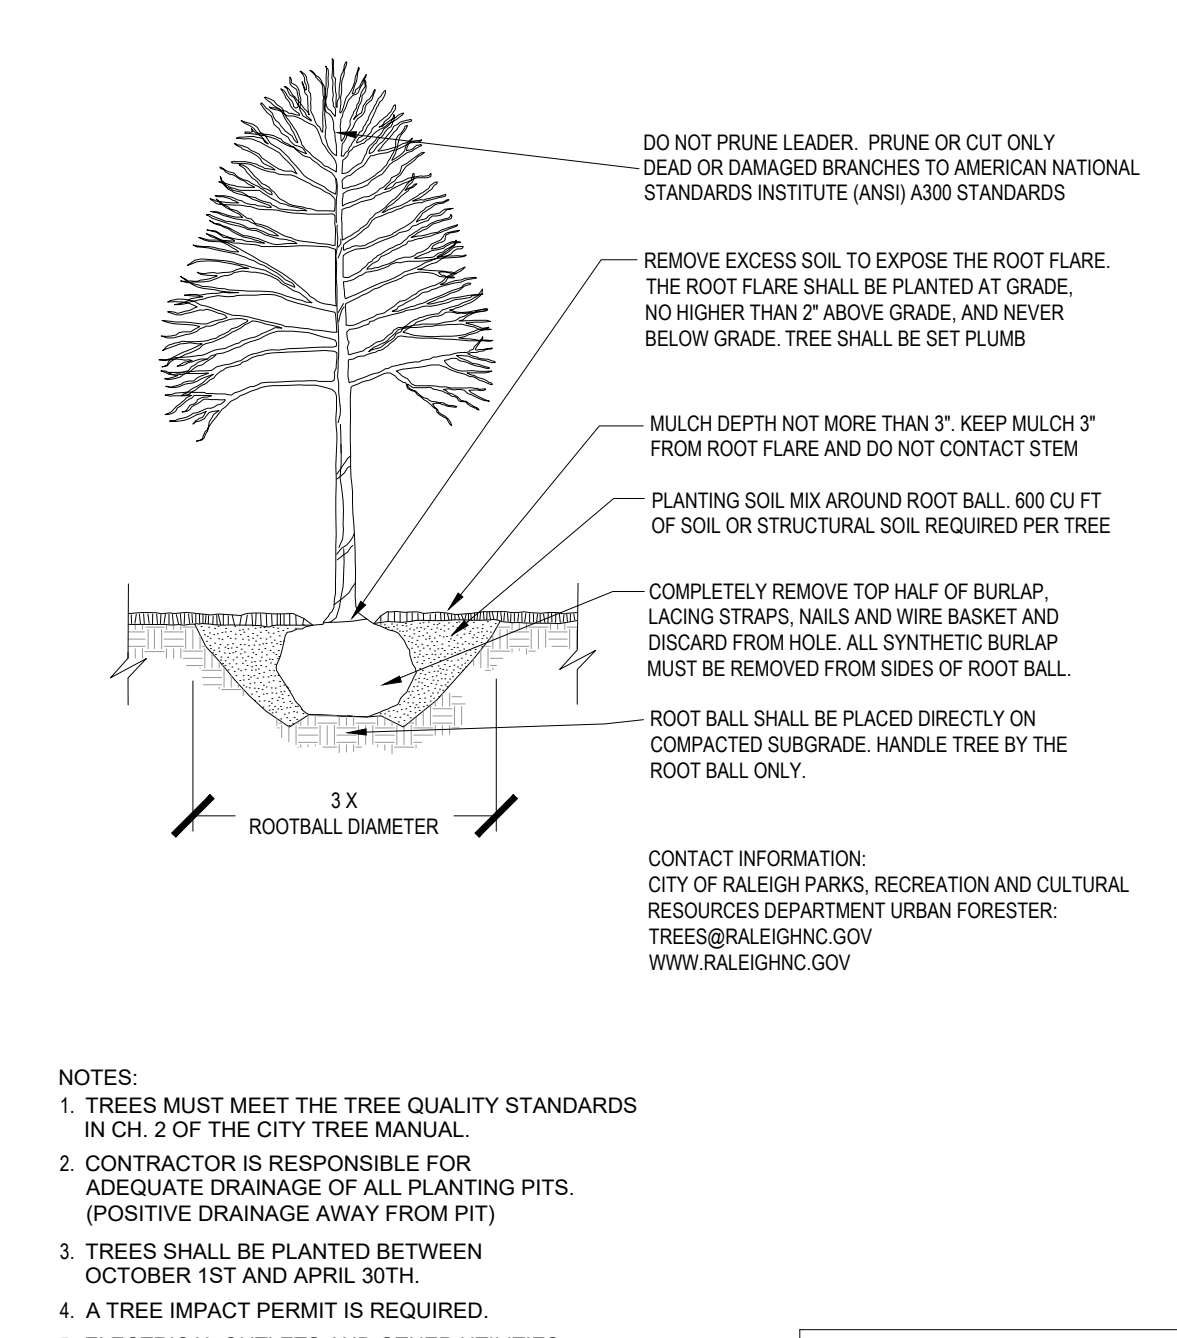 DO NOT PRUNE LEADER. PRUNE OR CUT ONLY
DEAD OR DAMAGED BRANCHES TO AMERICAN NATIONAL
STANDARDS INSTITUTE (ANSI) A300 STANDARDS
REMOVE EXCESS SOIL TO EXPOSE THE ROOT FLARE.
THE ROOT FLARE SHALL BE PLANTED AT GRADE,
NO HIGHER THAN 2" ABOVE GRADE, AND NEVER
BELOW GRADE. TREE SHALL BE SET PLUMB
MULCH DEPTH NOT MORE THAN 3". KEEP MULCH 3"
FROM ROOT FLARE AND DO NOT CONTACT STEM
PLANTING SOIL MIX AROUND ROOT BALL. 600 CU FT
OF SOIL OR STRUCTURAL SOIL REQUIRED PER TREE
COMPLETELY REMOVE TOP HALF OF BURLAP,
LACING STRAPS, NAILS AND WIRE BASKET AND
DISCARD FROM HOLE. ALL SYNTHETIC BURLAP
MUST BE REMOVED FROM SIDES OF ROOT BALL.
ROOT BALL SHALL BE PLACED DIRECTLY ON
COMPACTED SUBGRADE. HANDLE TREE BY THE
ROOT BALL ONLY.
3 X
ROOTBALL DIAMETER
CONTACT INFORMATION:
CITY OF RALEIGH PARKS, RECREATION AND CULTURAL
RESOURCES DEPARTMENT URBAN FORESTER:
TREES@RALEIGHNC.GOV
WWW.RALEIGHNC.GOV
NOTES:
1. TREES MUST MEET THE TREE QUALITY STANDARDS
IN CH. 2 OF THE CITY TREE MANUAL.
2. CONTRACTOR IS RESPONSIBLE FOR
ADEQUATE DRAINAGE OF ALL PLANTING PITS.
(POSITIVE DRAINAGE AWAY FROM PIT)
3. TREES SHALL BE PLANTED BETWEEN
OCTOBER 1ST AND APRIL 30TH.
4. A TREE IMPACT PERMIT IS REQUIRED.